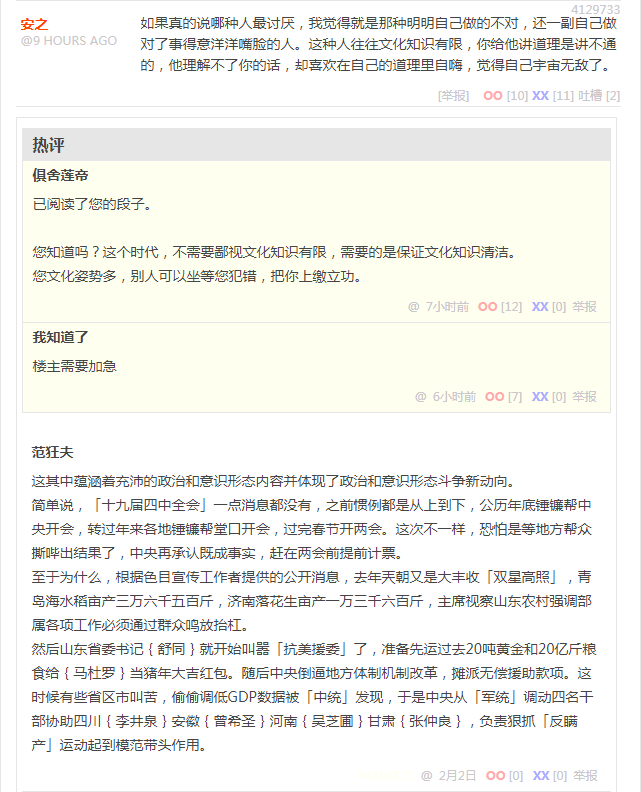 4129733
安之
@9 HOURS AGO
如果真的说哪种人最讨厌，我觉得就是那种明明自己做的不对，还一副自己做
对了事得意洋洋嘴脸的人。这种人往往文化知识有限，你给他讲道理是讲不通
的，他理解不了你的话，却喜欢在自己的道理里自嗨，觉得自己宇宙无敌了。
[举报] OO [10] XX [11] 吐槽 [2]
热评
俱舍莲帝
已阅读了您的段子。
您知道吗？这个时代，不需要鄙视文化知识有限，需要的是保证文化知识清洁。
您文化姿势多，别人可以坐等您犯错，把你上缴立功。
@ 7小时前 OO [12] XX [0] 举报
我知道了
楼主需要加急
@ 6小时前 OO [7] XX [0] 举报
范狂夫
这其中蕴涵着充沛的政治和意识形态内容并体现了政治和意识形态斗争新动向。
简单说，「十九届四中全会」一点消息都没有，之前惯例都是从上到下，公历年底锤镰帮中
央开会，转过年来各地锤镰帮堂口开会，过完春节开两会。这次不一样，恐怕是等地方帮众
撕哔出结果了，中央再承认既成事实，赶在两会前提前计票。
至于为什么，根据色目宣传工作者提供的公开消息，去年天朝又是大丰收「双星高照」，青
岛海水稻亩产三万六千五百斤，济南落花生亩产一万三千六百斤，主席视察山东农村强调部
属各项工作必须通过群众鸣放抬杠。
然后山东省委书记｛舒同｝就开始叫嚣「抗美援委」了，准备先运过去20吨黄金和20亿斤粮
食给｛马杜罗｝当猪年大吉红包。随后中央倒逼地方体制机制改革，摊派无偿援助款项。这
时候有些省区市叫苦，偷偷调低GDP数据被「中统」发现，于是中央从「军统」调动四名干
部协助四川｛李井泉｝安徽｛曾希圣｝河南｛吴芝圃｝甘肃｛张仲良｝，负责狠抓「反瞒
产」运动起到模范带头作用。
@ 2月2日 OO [0] XX [0] 举报